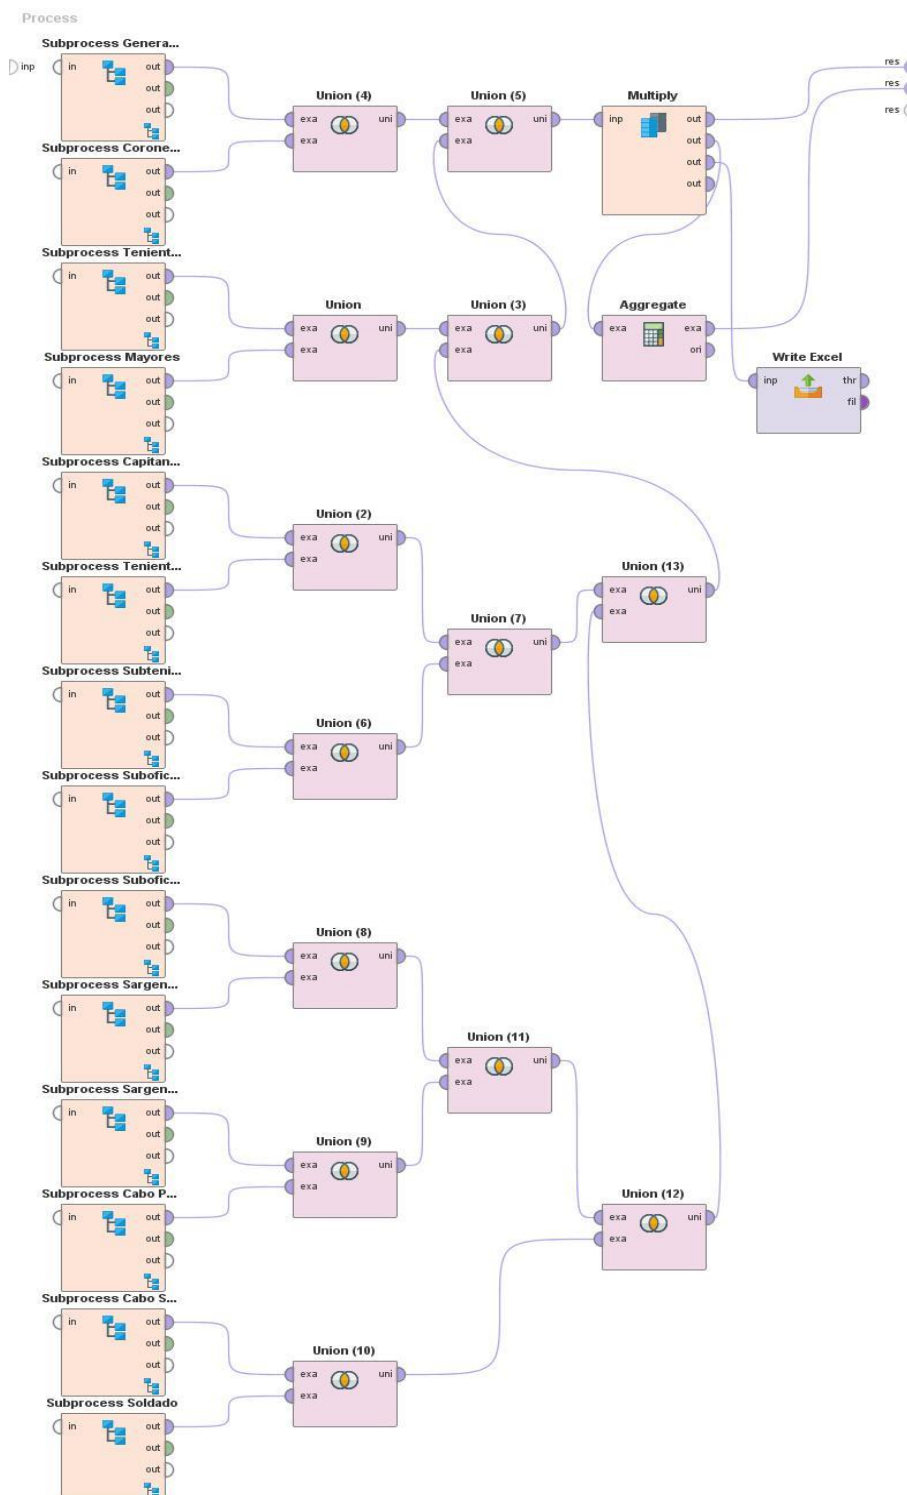 Process
Subprocess Genera...
inp
in out
out
out
res
res
res
Union (4)
exa uni
exa
Union (5)
exa uni
exa
Multiply
inp out
out
out
out
Subprocess Corone...
in out
out
out
Subprocess Tenient...
in out
out
out
Union
exa uni
exa
Union (3)
exa uni
exa
Aggregate
exa exa
ori
Write Excel
inp thr
fil
Subprocess Mayores
in out
out
out
Subprocess Capitan...
in out
out
out
Union (2)
exa uni
exa
Subprocess Tenient...
in out
out
out
Union (13)
exa uni
exa
Union (7)
exa uni
exa
Subprocess Subteni...
in out
out
out
Union (6)
exa uni
exa
Subprocess Subofic...
in out
out
out
Subprocess Subofic...
in out
out
out
Union (8)
exa uni
exa
Subprocess Sargen...
in out
out
out
Union (11)
exa uni
exa
Subprocess Sargen...
in out
out
out
Union (9)
exa uni
exa
Subprocess Cabo P...
in out
out
out
Union (12)
exa uni
exa
Subprocess Cabo S...
in out
out
out
Union (10)
exa uni
exa
Subprocess Soldado
in out
out
out